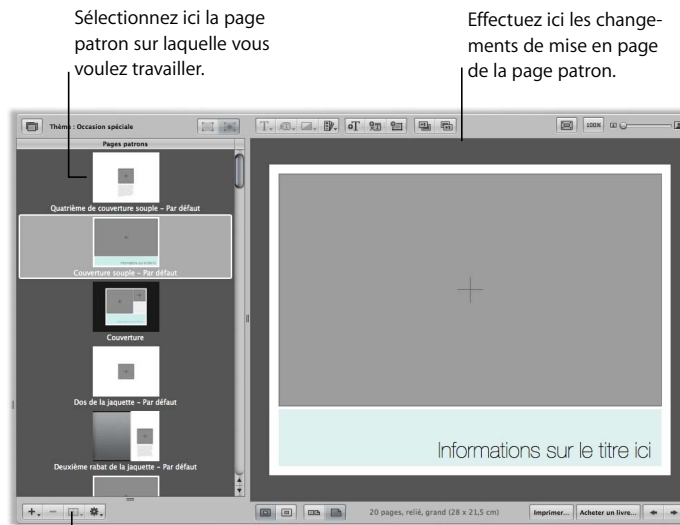 Sélectionnez ici la page
patron sur laquelle vous
voulez travailler.
Effectuez ici les change-
ments de mise en page
de la page patron.
Thème : Occasion spéciale
100%
Pages patrons
Quatrième de couverture souple – Par défaut
Couverture souple – Par défaut
Couverture
Dos de la jaquette – Par défaut
Deuxième rabat de la jaquette – Par défaut
Informations sur le titre ici
20 pages, relié, grand (28 x 21,5 cm)
Imprimer...
Acheter un livre...